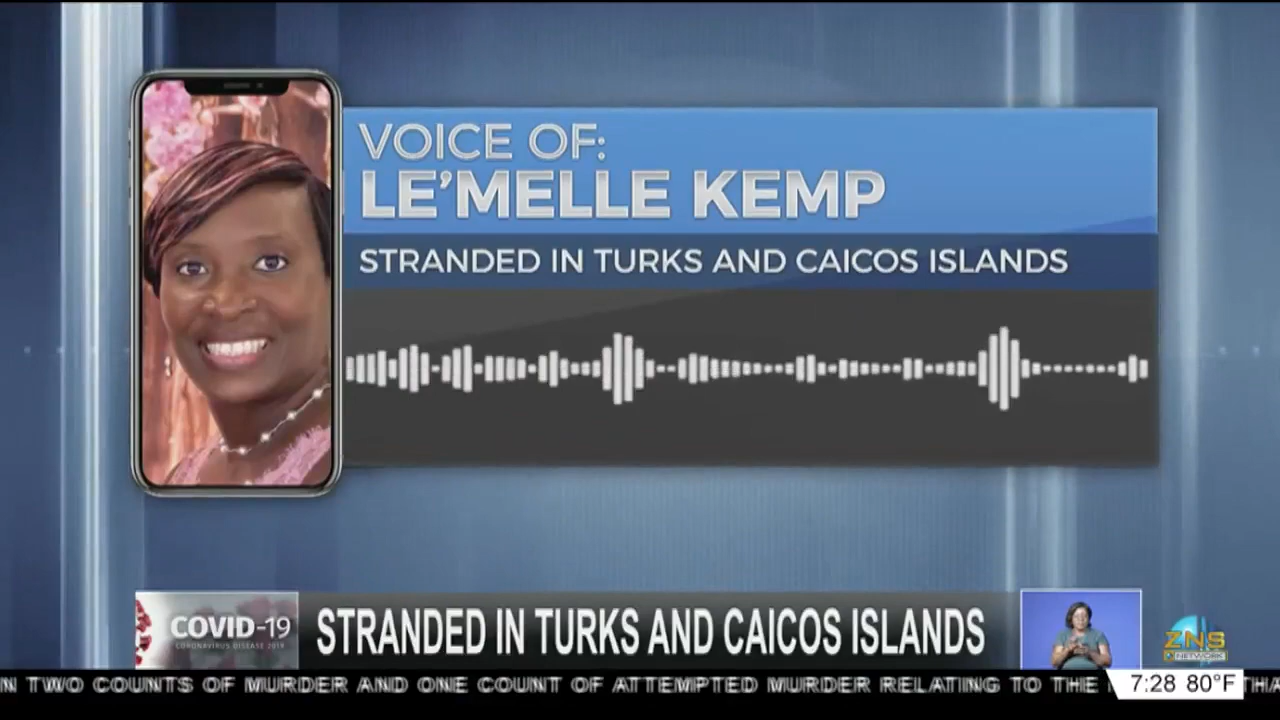 VOICE OF:
LE'MELLE KEMP
STRANDED IN TURKS AND CAICOS ISLANDS
COVID-19
CORONAVIRUS DISEASE 2019
STRANDED IN TURKS AND CAICOS ISLANDS
ZNS
NETWORK
N TWO COUNTS OF MURDER AND ONE COUNT OF ATTEMPTED MURDER RELATING TO THE
7:28 80°F